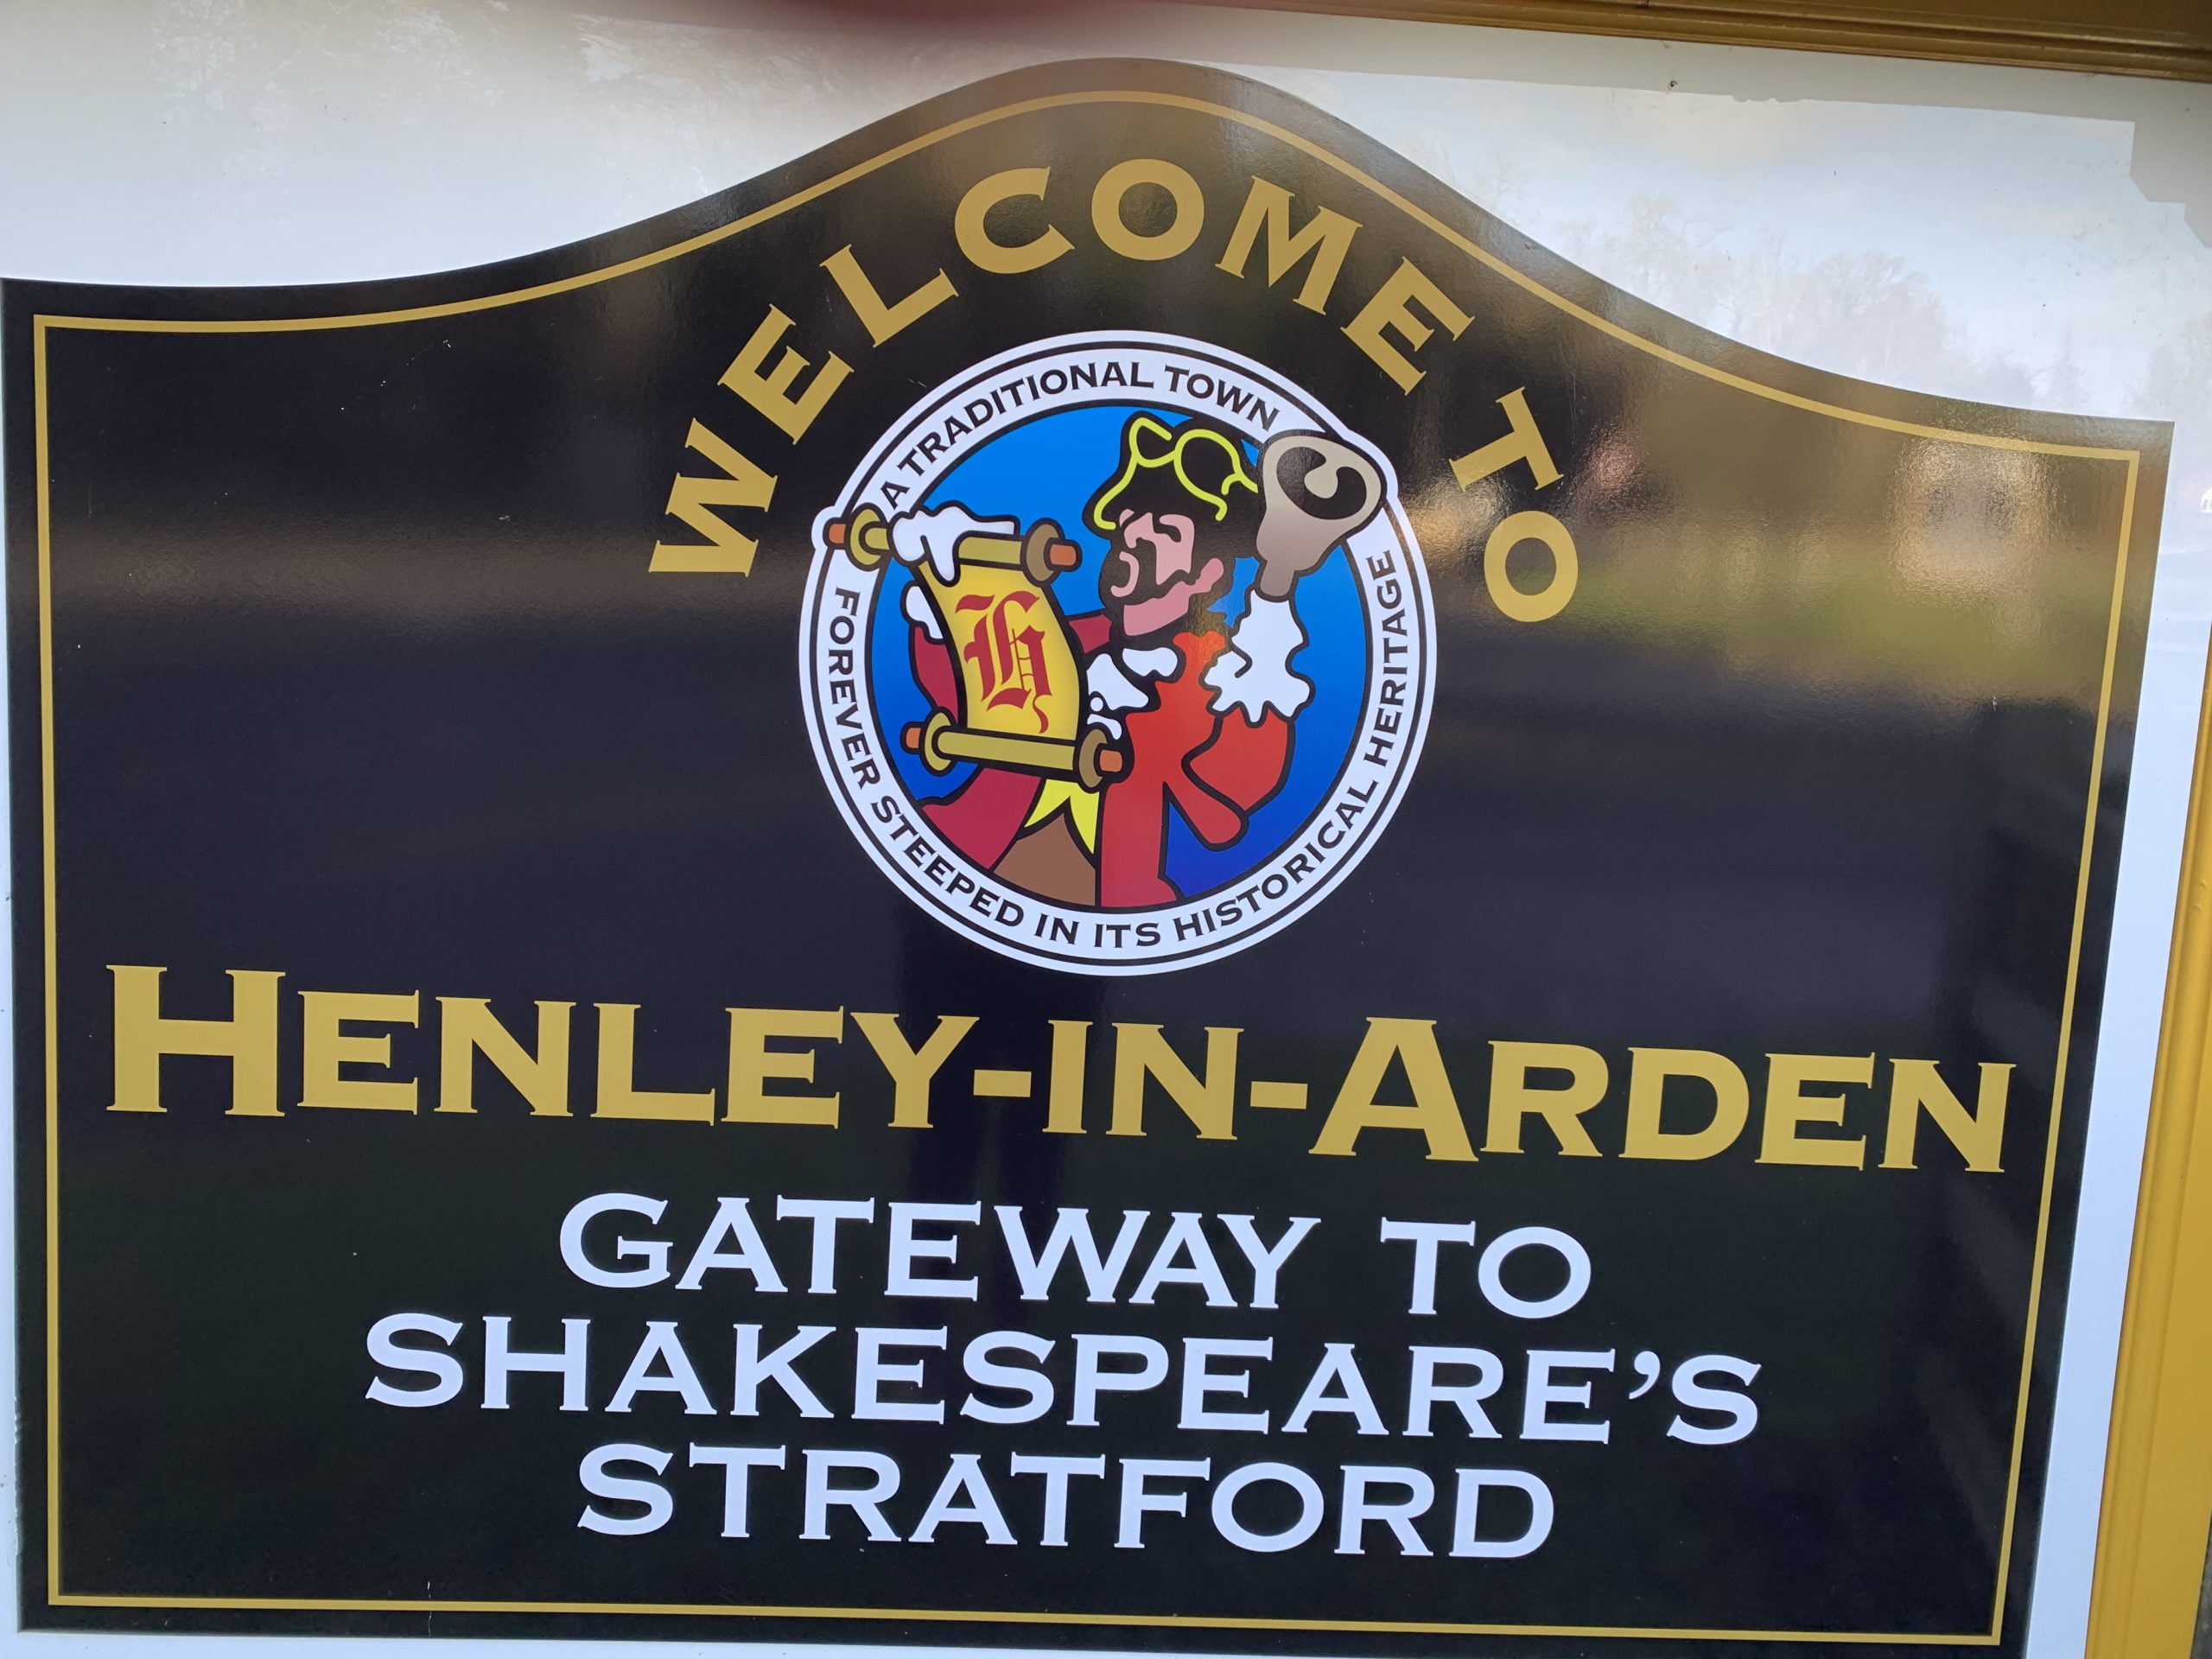 WELCOME TO
A TRADITIONAL TOWN
FOREVER STEEPED IN ITS HISTORICAL HERITAGE
H
HENLEY-IN-ARDEN
GATEWAY TO
SHAKESPEARE'S
STRATFORD